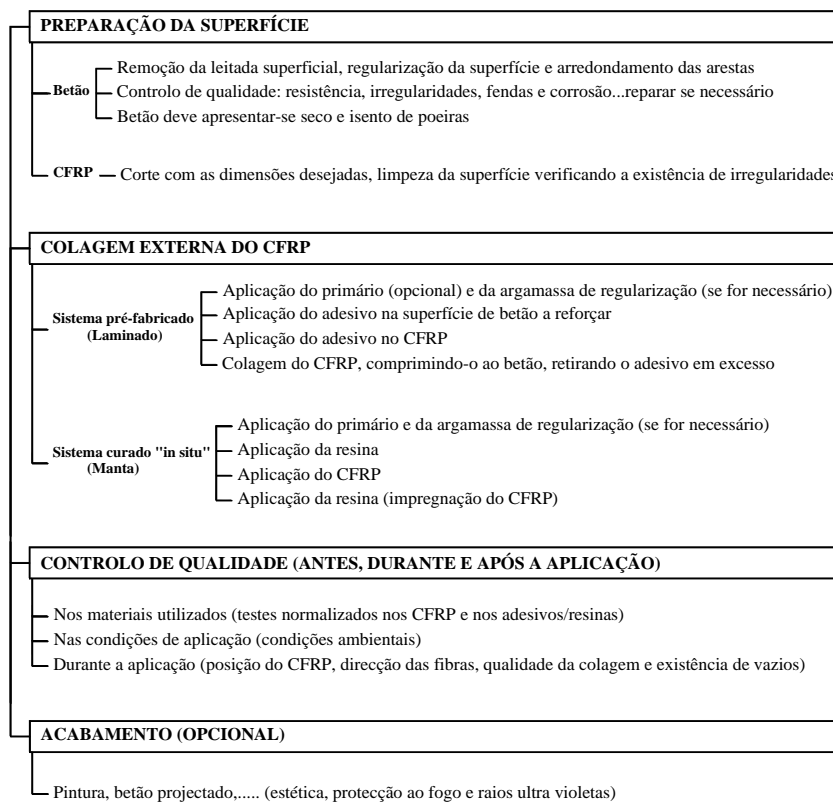 PREPARAÇÃO DA SUPERFÍCIE
Betão
Remoção da leitada superficial, regularização da superfície e arredondamento das arestas
Controlo de qualidade: resistência, irregularidades, fendas e corrosão...reparar se necessário
Betão deve apresentar-se seco e isento de poeiras
CFRP
Corte com as dimensões desejadas, limpeza da superfície verificando a existência de irregularidades
COLAGEM EXTERNA DO CFRP
Sistema pré-fabricado
(Laminado)
Aplicação do primário (opcional) e da argamassa de regularização (se for necessário)
Aplicação do adesivo na superfície de betão a reforçar
Aplicação do adesivo no CFRP
Colagem do CFRP, comprimindo-o ao betão, retirando o adesivo em excesso
Sistema curado "in situ"
(Manta)
Aplicação do primário e da argamassa de regularização (se for necessário)
Aplicação da resina
Aplicação do CFRP
Aplicação da resina (impregnação do CFRP)
CONTROLO DE QUALIDADE (ANTES, DURANTE E APÓS A APLICAÇÃO)
Nos materiais utilizados (testes normalizados nos CFRP e nos adesivos/resinas)
Nas condições de aplicação (condições ambientais)
Durante a aplicação (posição do CFRP, direcção das fibras, qualidade da colagem e existência de vazios)
ACABAMENTO (OPCIONAL)
Pintura, betão projectado,..... (estética, protecção ao fogo e raios ultra violetas)